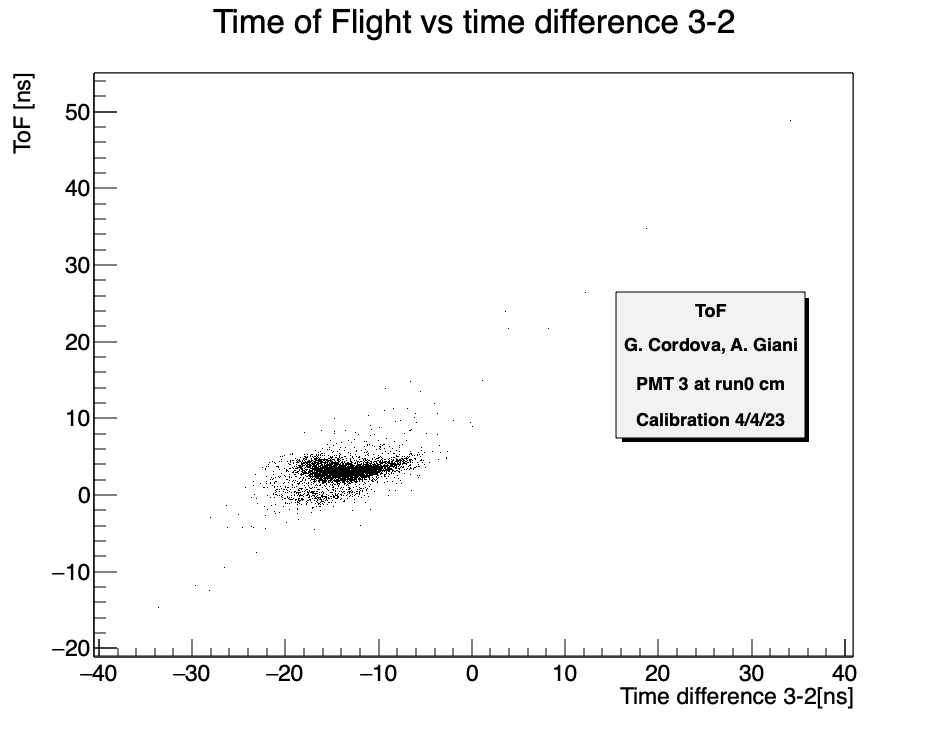 Time of Flight vs time difference 3-2
ToF [ns]
50
40
30
20
10
0
−10
−20
ToF
G. Cordova, A. Giani
PMT 3 at run0 cm
Calibration 4/4/23
−40 −30 −20 −10 0 10 20 30 40
Time difference 3-2[ns]